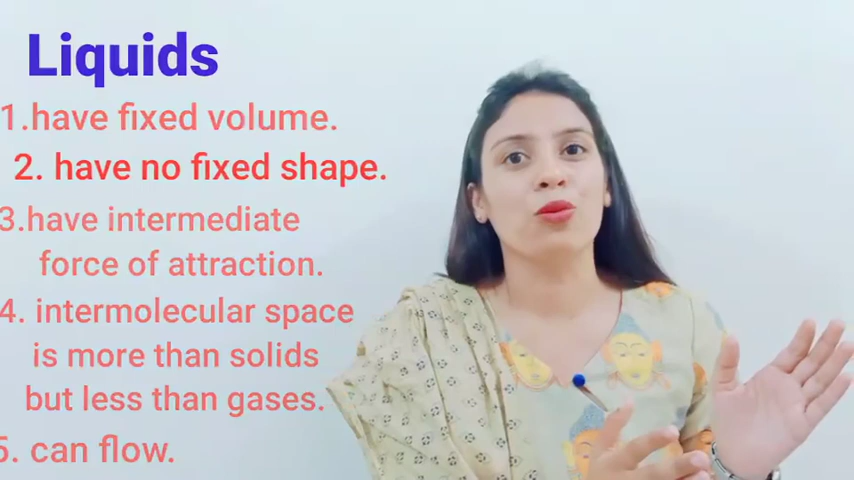 Liquids
1.have fixed volume.
2. have no fixed shape.
3.have intermediate
force of attraction.
4. intermolecular space
is more than solids
but less than gases.
5. can flow.